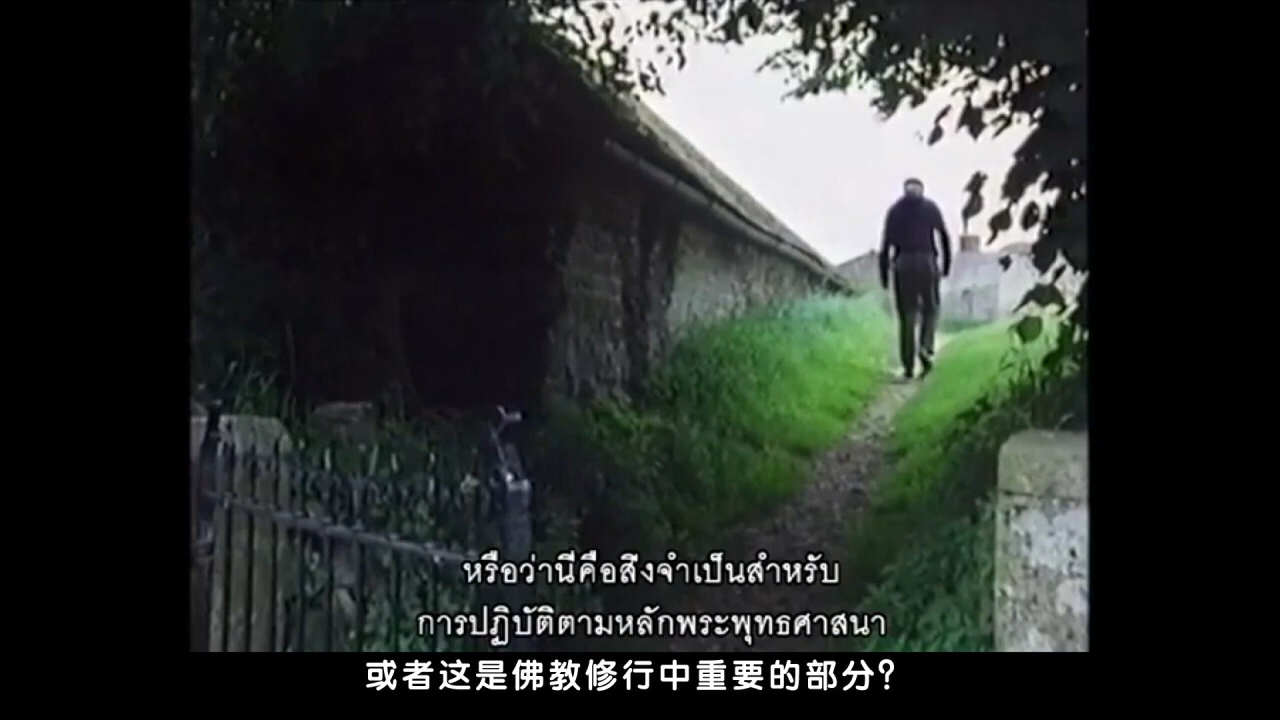 หรือว่านี่คือสิ่งจำเป็นสำหรับ
การปฏิบัติตามหลักพระพุทธศาสนา
或者这是佛教修行中重要的部分?